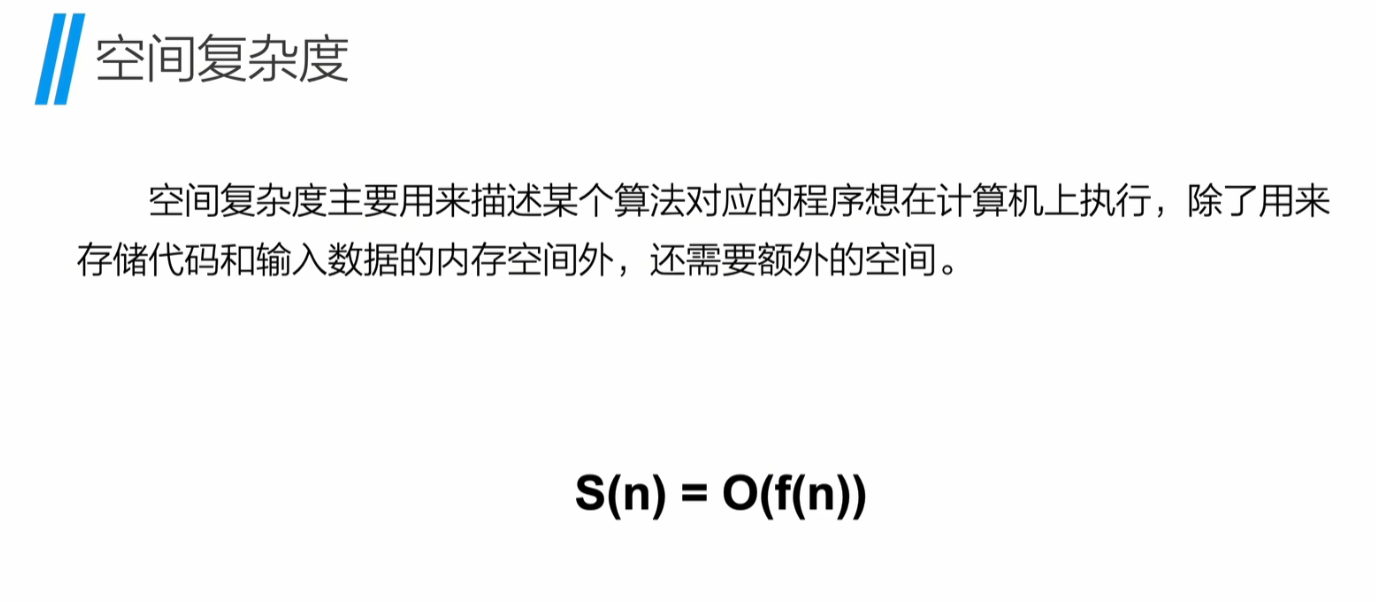 空间复杂度
空间复杂度主要用来描述某个算法对应的程序想在计算机上执行，除了用来
存储代码和输入数据的内存空间外，还需要额外的空间。
S(n) = O(f(n))